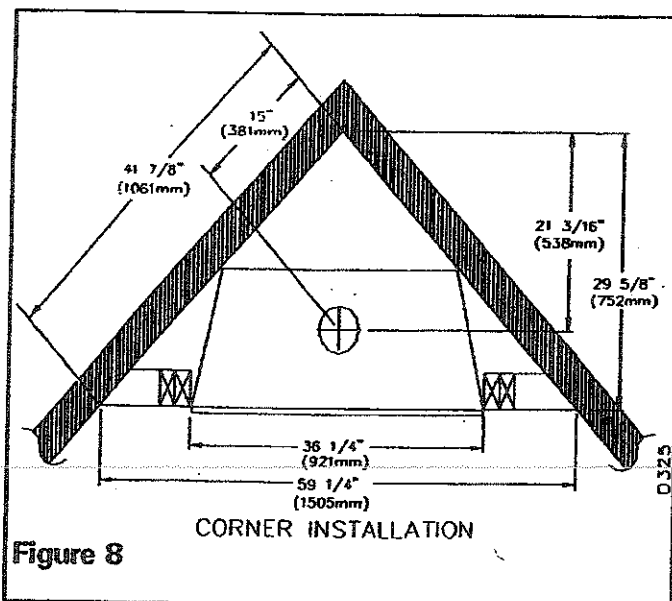 15"
(381mm)
41 7/8"
(1061mm)
21 3/16"
(538mm)
29 5/8"
(752mm)
36 1/4"
(921mm)
59 1/4"
(1505mm)
D325
CORNER INSTALLATION
Figure 8